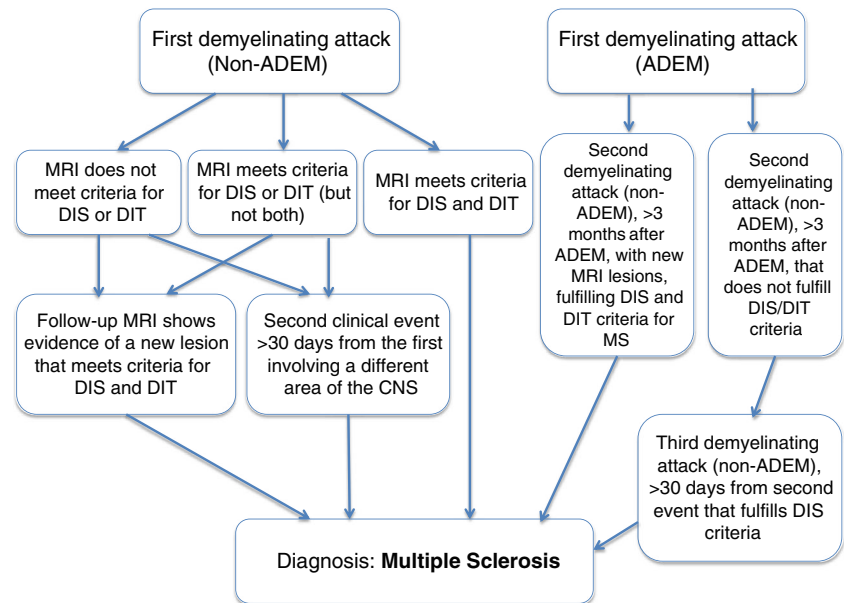 First demyelinating attack
(Non-ADEM)
First demyelinating attack
(ADEM)
MRI does not
meet criteria for
DIS or DIT
MRI meets criteria
for DIS or DIT (but
not both)
MRI meets criteria
for DIS and DIT
Second
demyelinating
attack (non-
ADEM), >3
months after
ADEM, with new
MRI lesions,
fulfilling DIS and
DIT criteria for
MS
Second
demyelinating
attack (non-
ADEM), >3
months after
ADEM, that
does not fulfill
DIS/DIT
criteria
Follow-up MRI shows
evidence of a new lesion
that meets criteria for
DIS and DIT
Second clinical event
>30 days from the first
involving a different
area of the CNS
Third demyelinating
attack (non-ADEM),
>30 days from second
event that fulfills DIS
criteria
Diagnosis: Multiple Sclerosis